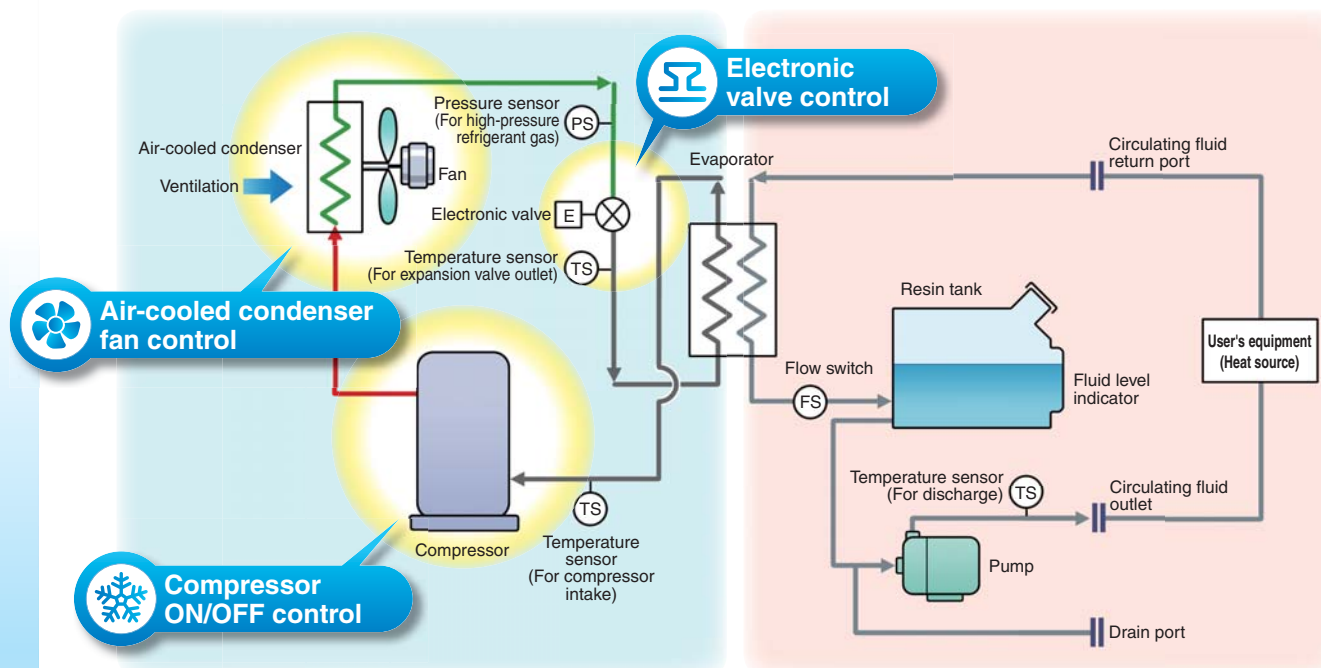 Electronic
valve control
Pressure sensor
(For high-pressure
refrigerant gas)
PS
Air-cooled condenser
Ventilation
Fan
Evaporator
Circulating fluid
return port
Electronic valve
E
Temperature sensor
(For expansion valve outlet)
TS
Air-cooled condenser
fan control
Resin tank
User's equipment
(Heat source)
Flow switch
FS
Fluid level
indicator
Temperature sensor
(For discharge)
TS
Circulating fluid
outlet
TS
Compressor
Temperature
sensor
(For compressor
intake)
Pump
Compressor
ON/OFF control
Drain port